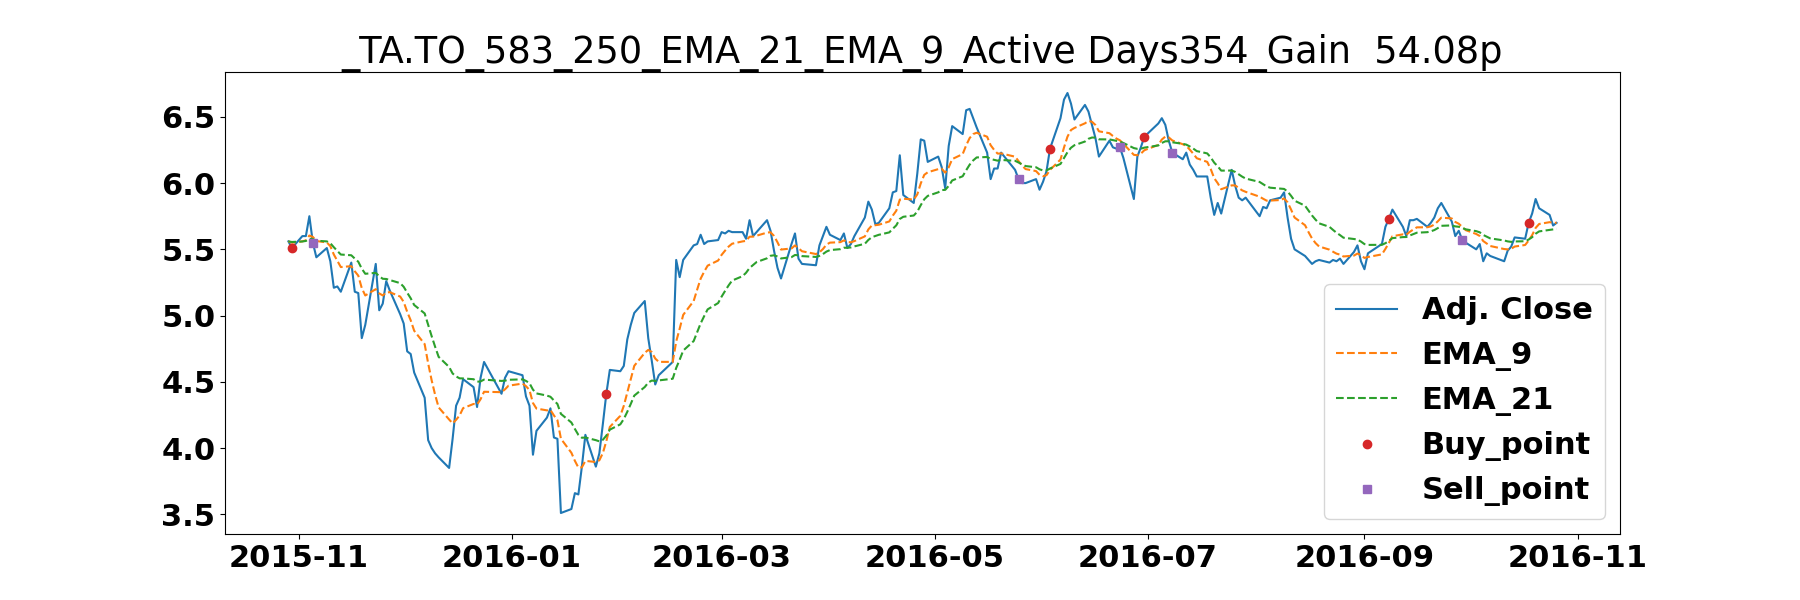 _TA.TO_583_250_EMA_21_EMA_9_Active Days354_Gain  54.08p
6.5
6.0
5.5
5.0
4.5
4.0
3.5
Adj. Close
EMA_9
EMA_21
Buy_point
Sell_point
2015-11 2016-01 2016-03 2016-05 2016-07 2016-09 2016-11